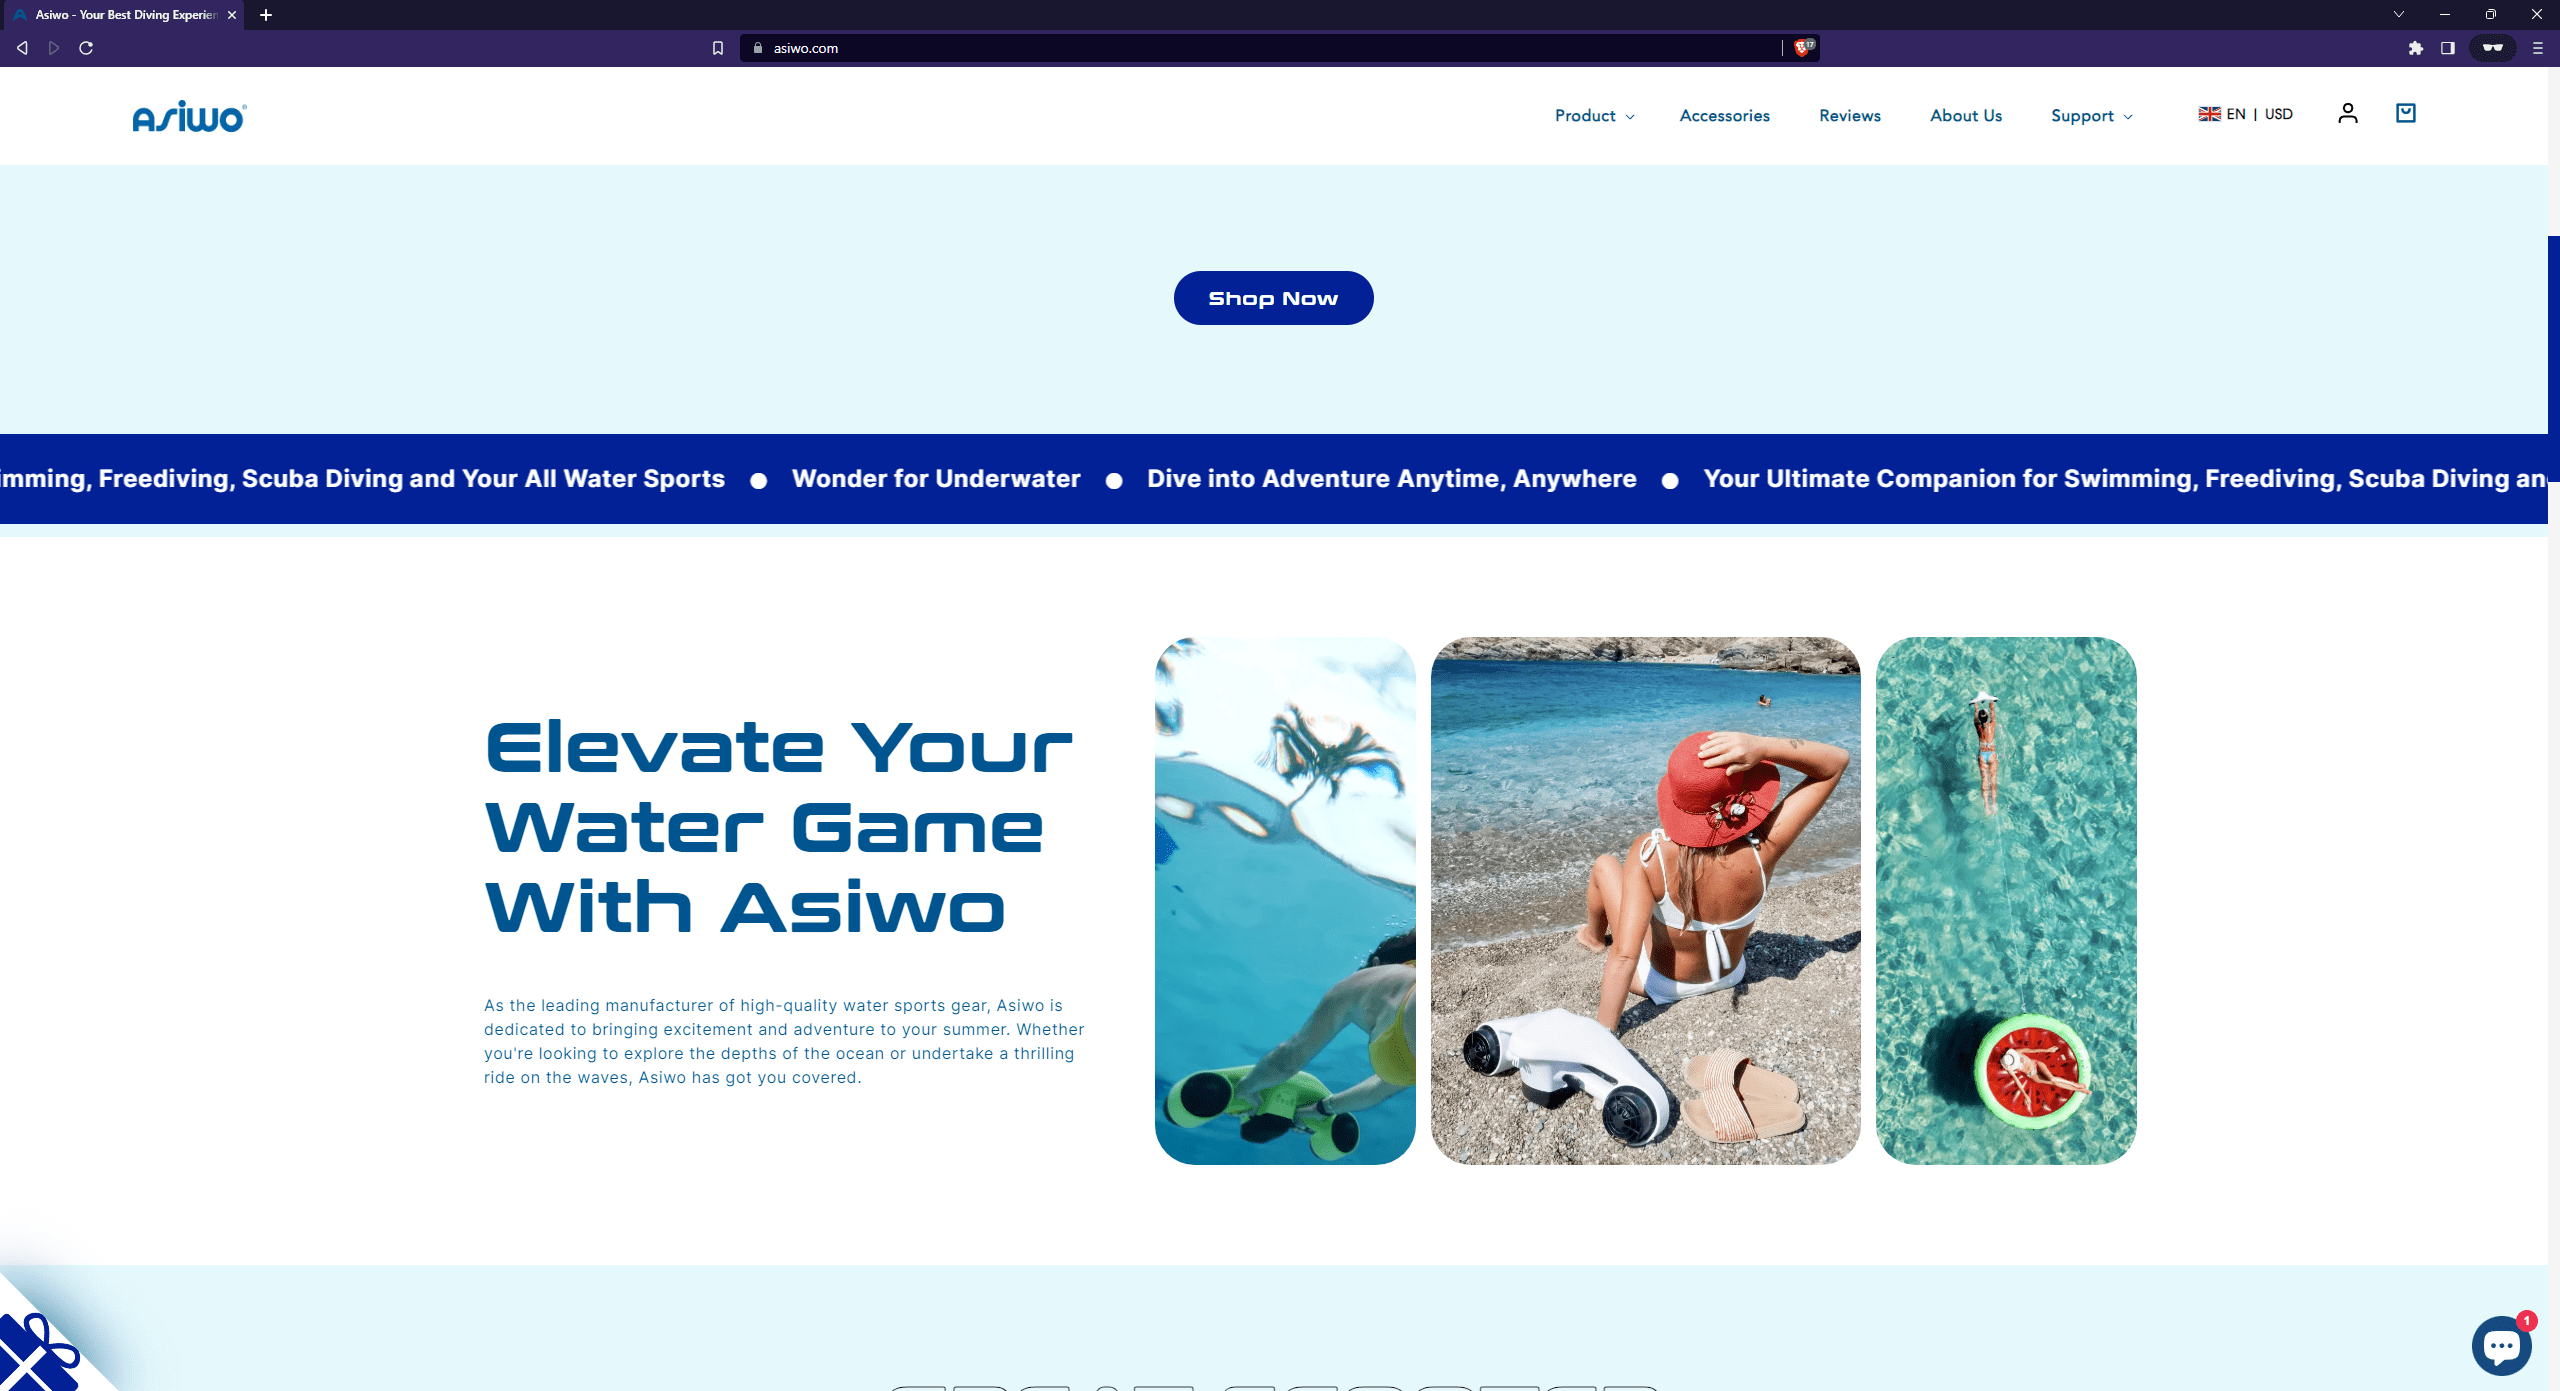 Asiwo - Your Best Diving Experien
asiwo.com
17
Asiwo®
Product
Accessories
Reviews
About Us
Support
EN | USD
Shop Now
imming, Freediving, Scuba Diving and Your All Water Sports ● Wonder for Underwater ● Dive into Adventure Anytime, Anywhere ● Your Ultimate Companion for Swimming, Freediving, Scuba Diving an
Elevate Your
Water Game
With Asiwo
As the leading manufacturer of high-quality water sports gear, Asiwo is
dedicated to bringing excitement and adventure to your summer. Whether
you're looking to explore the depths of the ocean or undertake a thrilling
ride on the waves, Asiwo has got you covered.
1